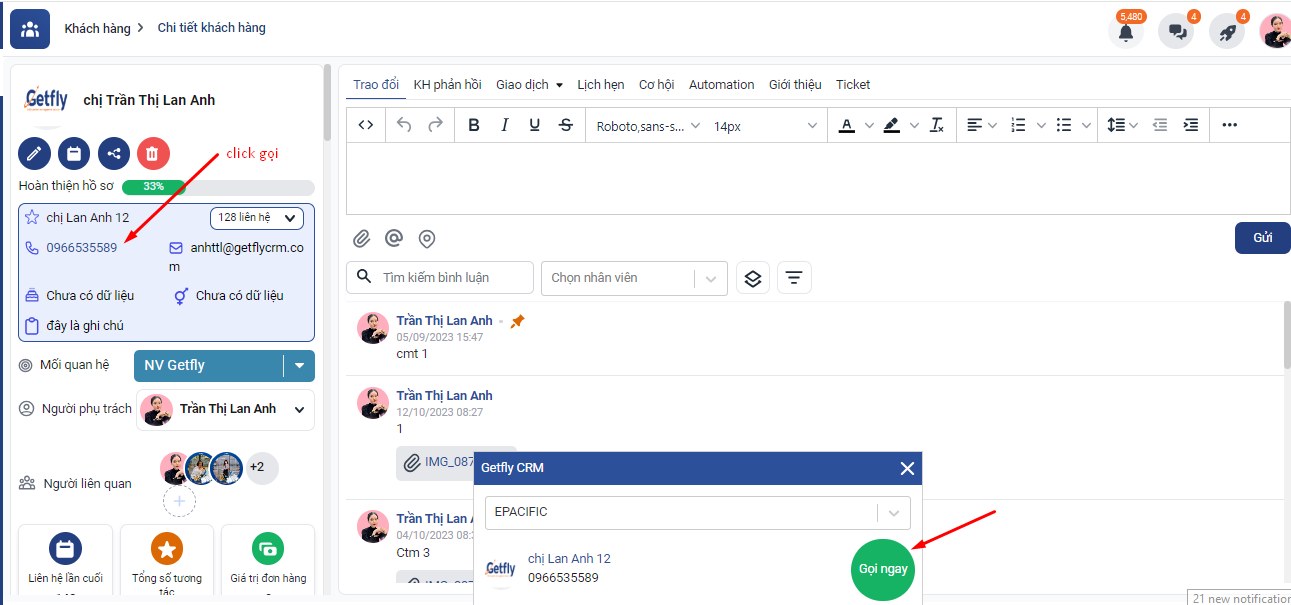 Khách hàng > Chi tiết khách hàng
5,480
4
4
Getfly
chị Trần Thị Lan Anh
click gọi
Hoàn thiện hồ sơ 33%
chị Lan Anh 12
128 liên hệ
0966535589
anhttl@getflycrm.co
m
Chưa có dữ liệu
Chưa có dữ liệu
đây là ghi chú
Mối quan hệ
NV Getfly
Người phụ trách
Trần Thị Lan Anh
Người liên quan
+2
Liên hệ lần cuối
Tổng số tương
tác
Giá trị đơn hàng
Trao đổi KH phản hồi Giao dịch Lịch hẹn Cơ hội Automation Giới thiệu Ticket
B I U S Roboto,sans-s... 14px A
Gửi
Tìm kiếm bình luận
Chọn nhân viên
Trần Thị Lan Anh
05/09/2023 15:47
cmt 1
Trần Thị Lan Anh
12/10/2023 08:27
1
IMG_087
Trần Thị Lan A
04/10/2023 08:3
Ctm 3
Getfly CRM
EPACIFIC
Getfly
chị Lan Anh 12
0966535589
Gọi ngay
21 new notification